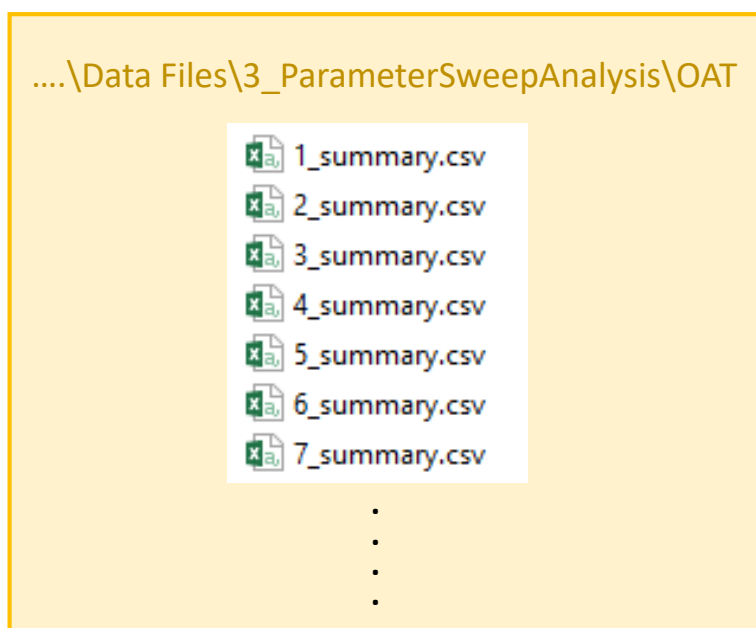 ....\Data Files\3_ParameterSweepAnalysis\OAT
1_summary.csv
2_summary.csv
3_summary.csv
4_summary.csv
5_summary.csv
6_summary.csv
7_summary.csv
.
.
.
.